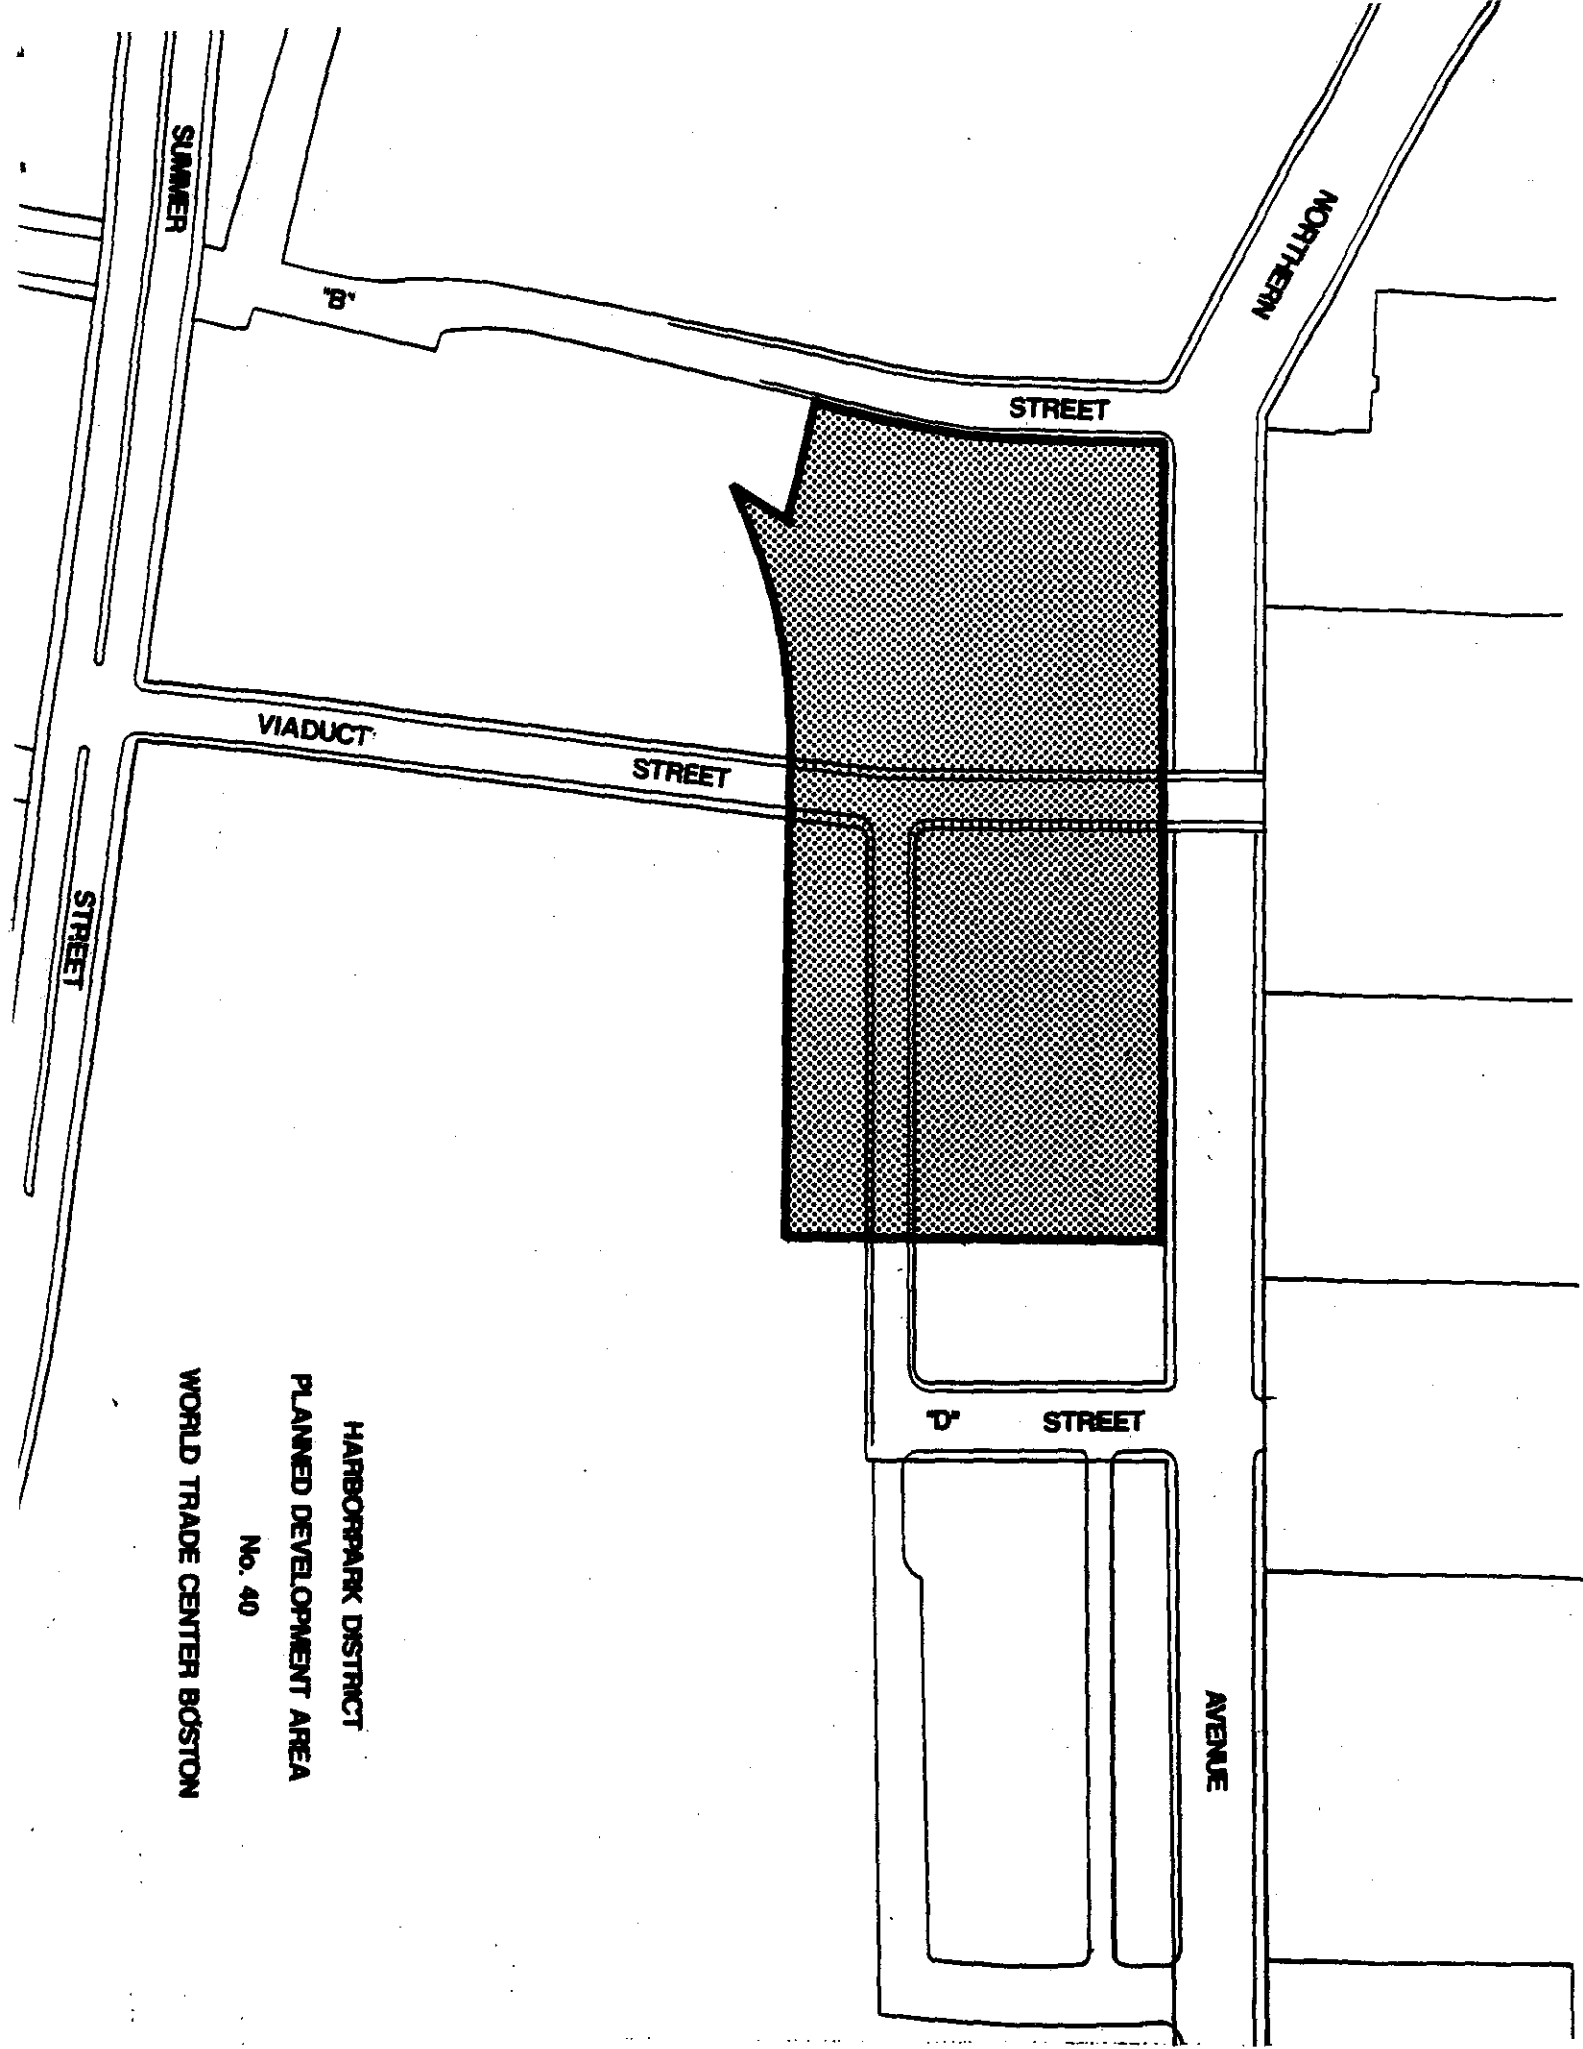 NORTHERN
AVENUE
STREET
"D" STREET
"B"
VIADUCT STREET
SUMMER
STREET
HARBORPARK DISTRICT
PLANNED DEVELOPMENT AREA
No. 40
WORLD TRADE CENTER BOSTON